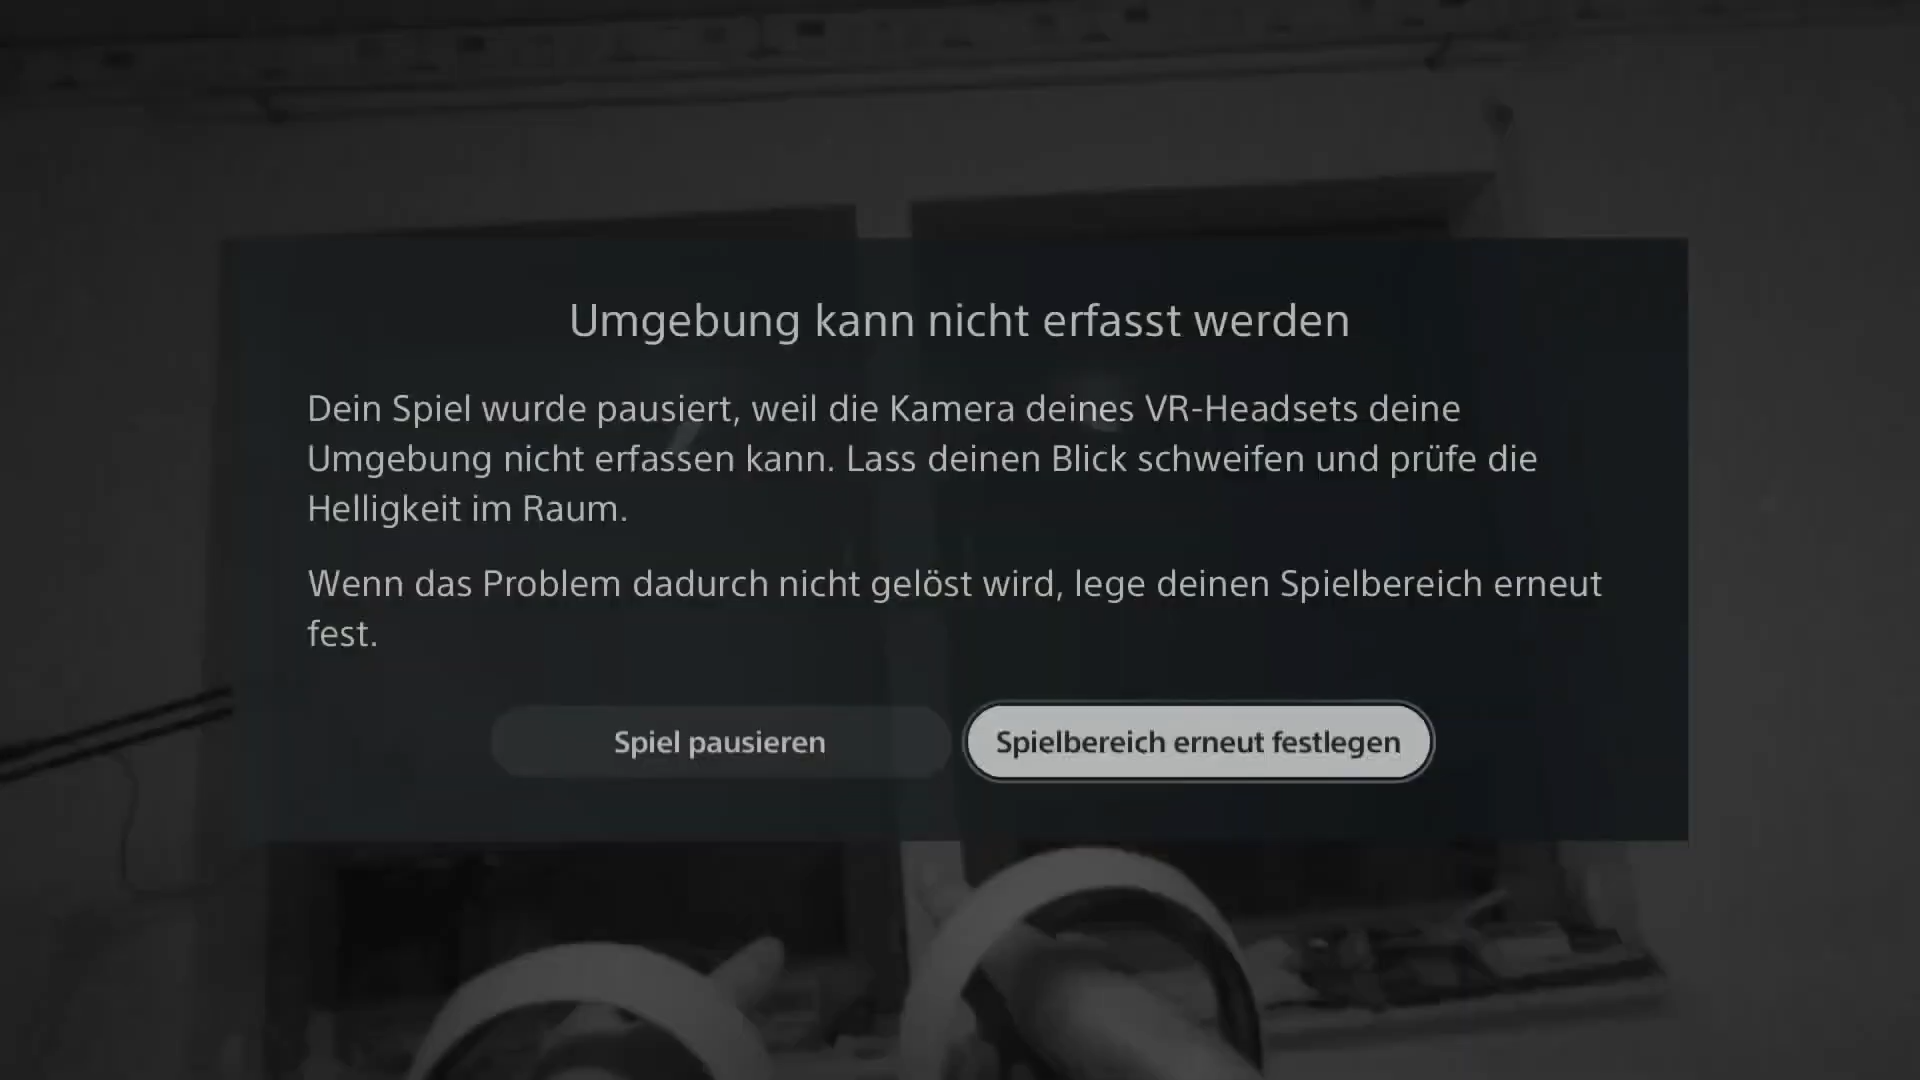 Umgebung kann nicht erfasst werden
Dein Spiel wurde pausiert, weil die Kamera deines VR-Headsets deine
Umgebung nicht erfassen kann. Lass deinen Blick schweifen und prüfe die
Helligkeit im Raum.
Wenn das Problem dadurch nicht gelöst wird, lege deinen Spielbereich erneut
fest.
Spiel pausieren
Spielbereich erneut festlegen